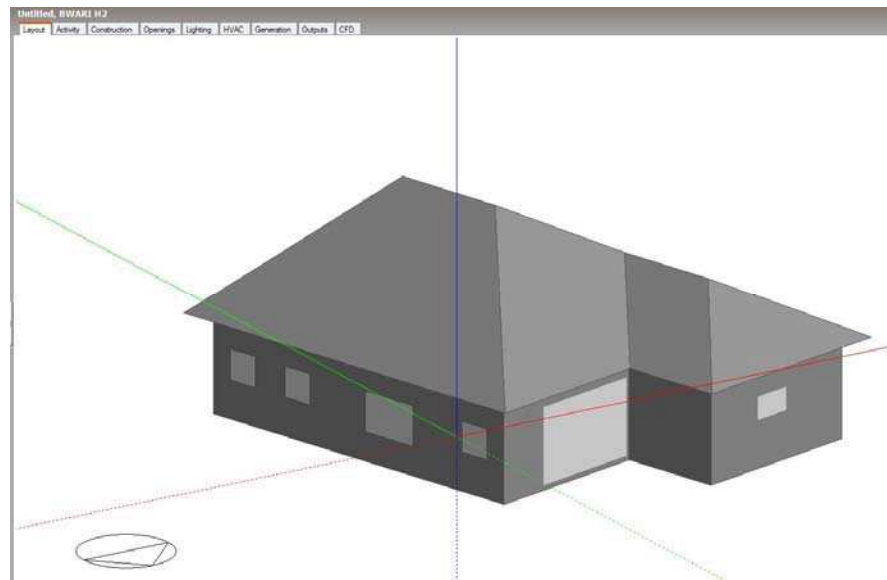 Untitled, BWARI H2
Layout Activity Construction Openings Lighting HVAC Generation Outputs CFD